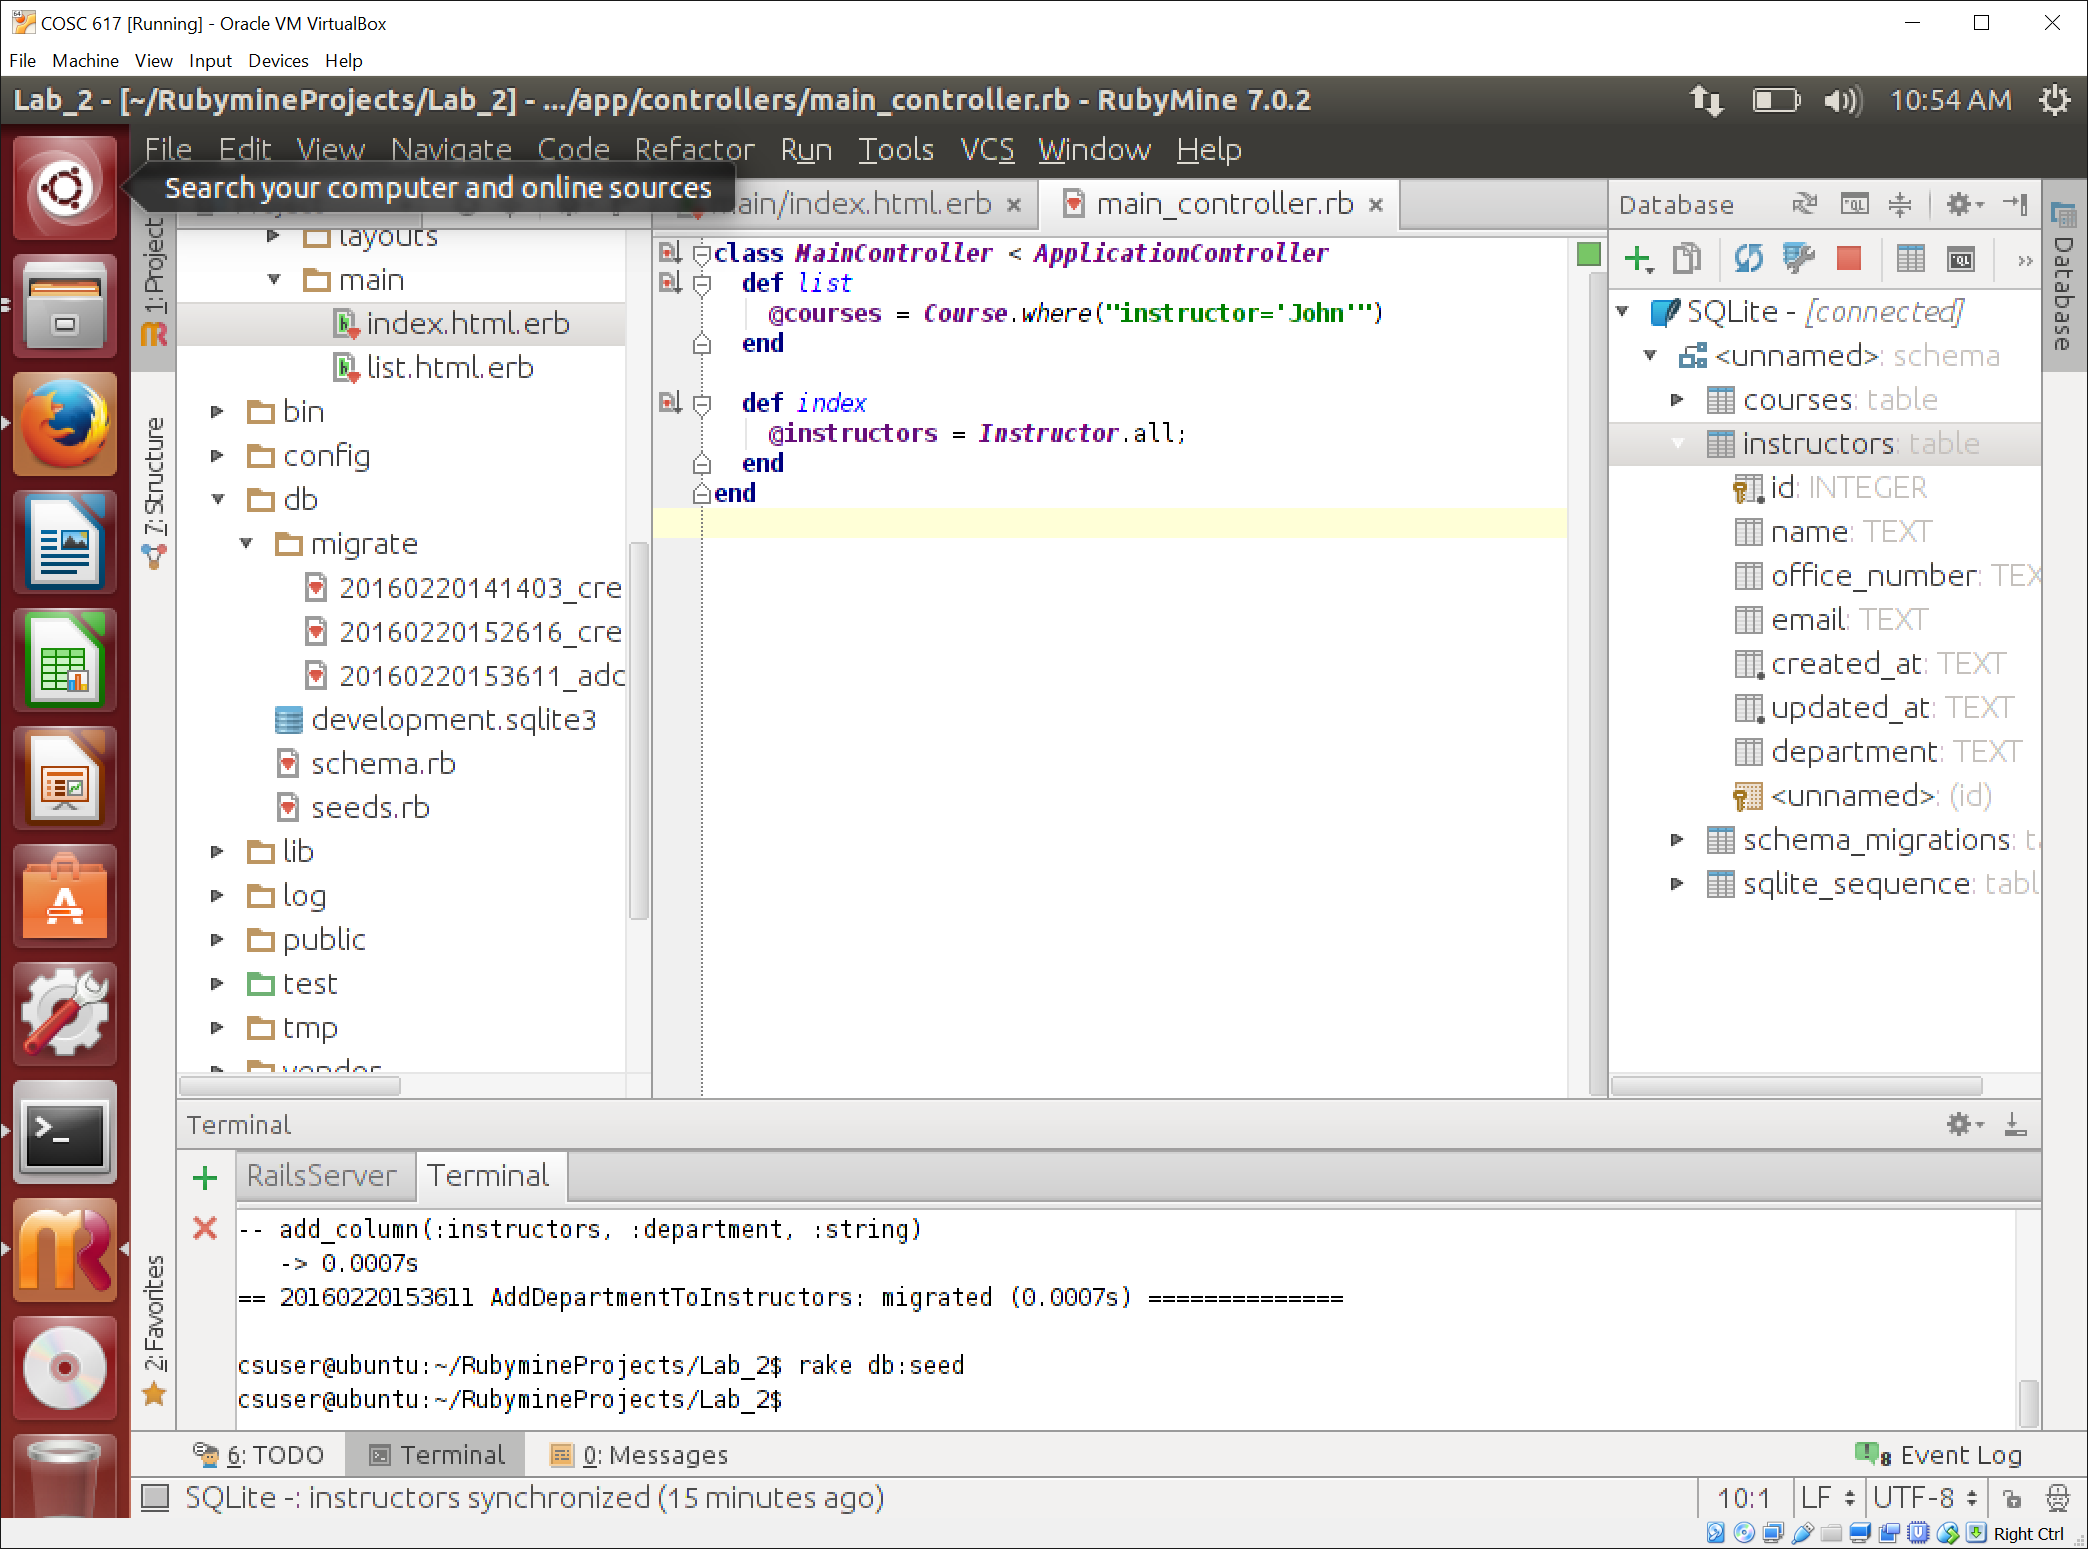 COSC 617 [Running] - Oracle VM VirtualBox
File Machine View Input Devices Help
Lab_2 - [~/RubymineProjects/Lab_2] - .../app/controllers/main_controller.rb - RubyMine 7.0.2
10:54 AM
File Edit View Navigate Code Refactor Run Tools VCS Window Help
Search your computer and online sources
main/index.html.erb
main_controller.rb
1: Project
7: Structure
2: Favorites
layouts
main
index.html.erb
list.html.erb
bin
config
db
migrate
20160220141403_cre
20160220152616_cre
20160220153611_adc
development.sqlite3
schema.rb
seeds.rb
lib
log
public
test
tmp
vendor
class MainController < ApplicationController
def list
@courses = Course.where("instructor='John'")
end
def index
@instructors = Instructor.all;
end
end
Database
Database
SQLite - [connected]
<unnamed>: schema
courses: table
instructors: table
id: INTEGER
name: TEXT
office_number: TEX
email: TEXT
created_at: TEXT
updated_at: TEXT
department: TEXT
<unnamed>: (id)
schema_migrations: t
sqlite_sequence: tabl
Terminal
RailsServer
Terminal
-- add_column(:instructors, :department, :string)
-> 0.0007s
== 20160220153611 AddDepartmentToInstructors: migrated (0.0007s) ==============
csuser@ubuntu:~/RubymineProjects/Lab_2$ rake db:seed
csuser@ubuntu:~/RubymineProjects/Lab_2$
6: TODO
Terminal
0: Messages
8 Event Log
SQLite -: instructors synchronized (15 minutes ago)
10:1
LF
UTF-8
Right Ctrl